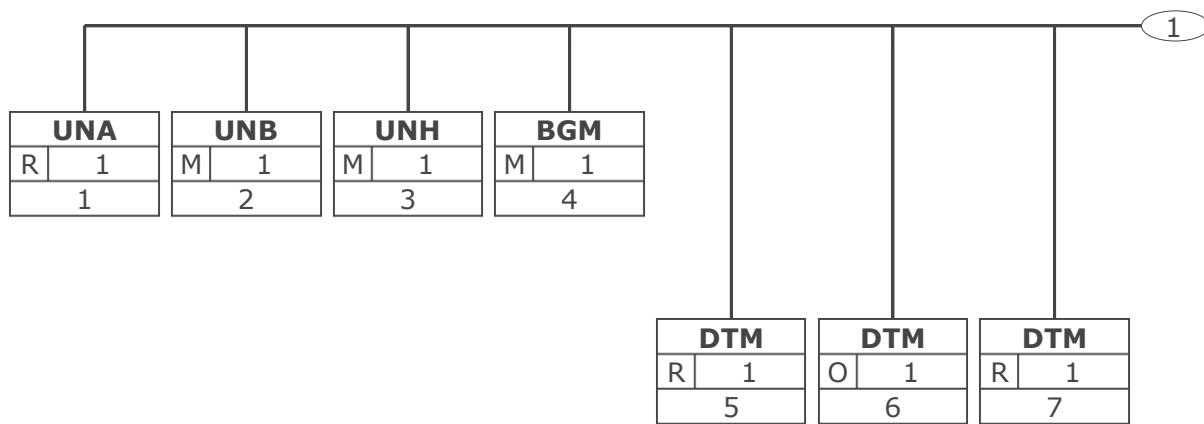 1
UNA UNB UNH BGM
R 1 M 1 M 1 M 1
1 2 3 4
DTM DTM DTM
R 1 O 1 R 1
5 6 7